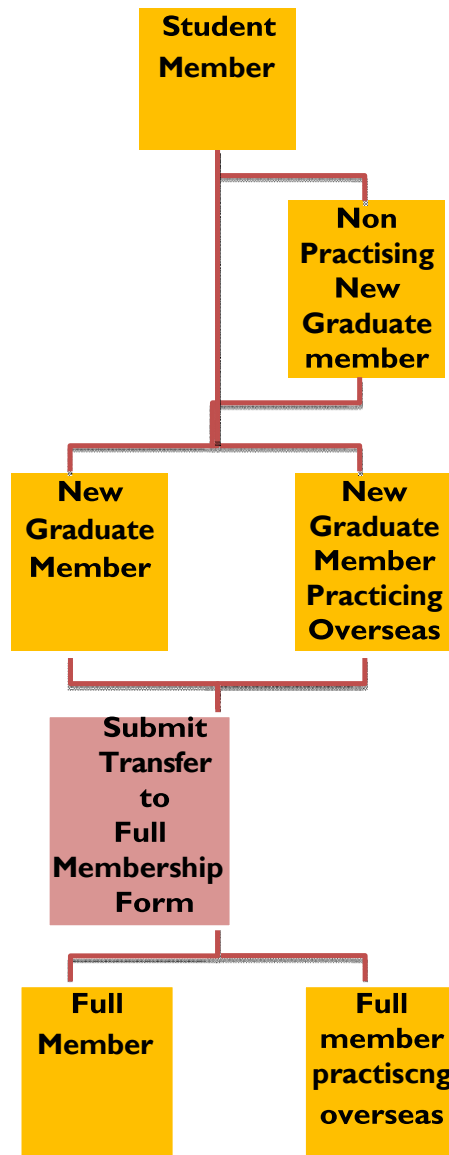 Student
Member
Non
Practising
New
Graduate
member
New
Graduate
Member
New
Graduate
Member
Practicing
Overseas
Submit
Transfer
to
Full
Membership
Form
Full
Member
Full
member
practiscng
overseas